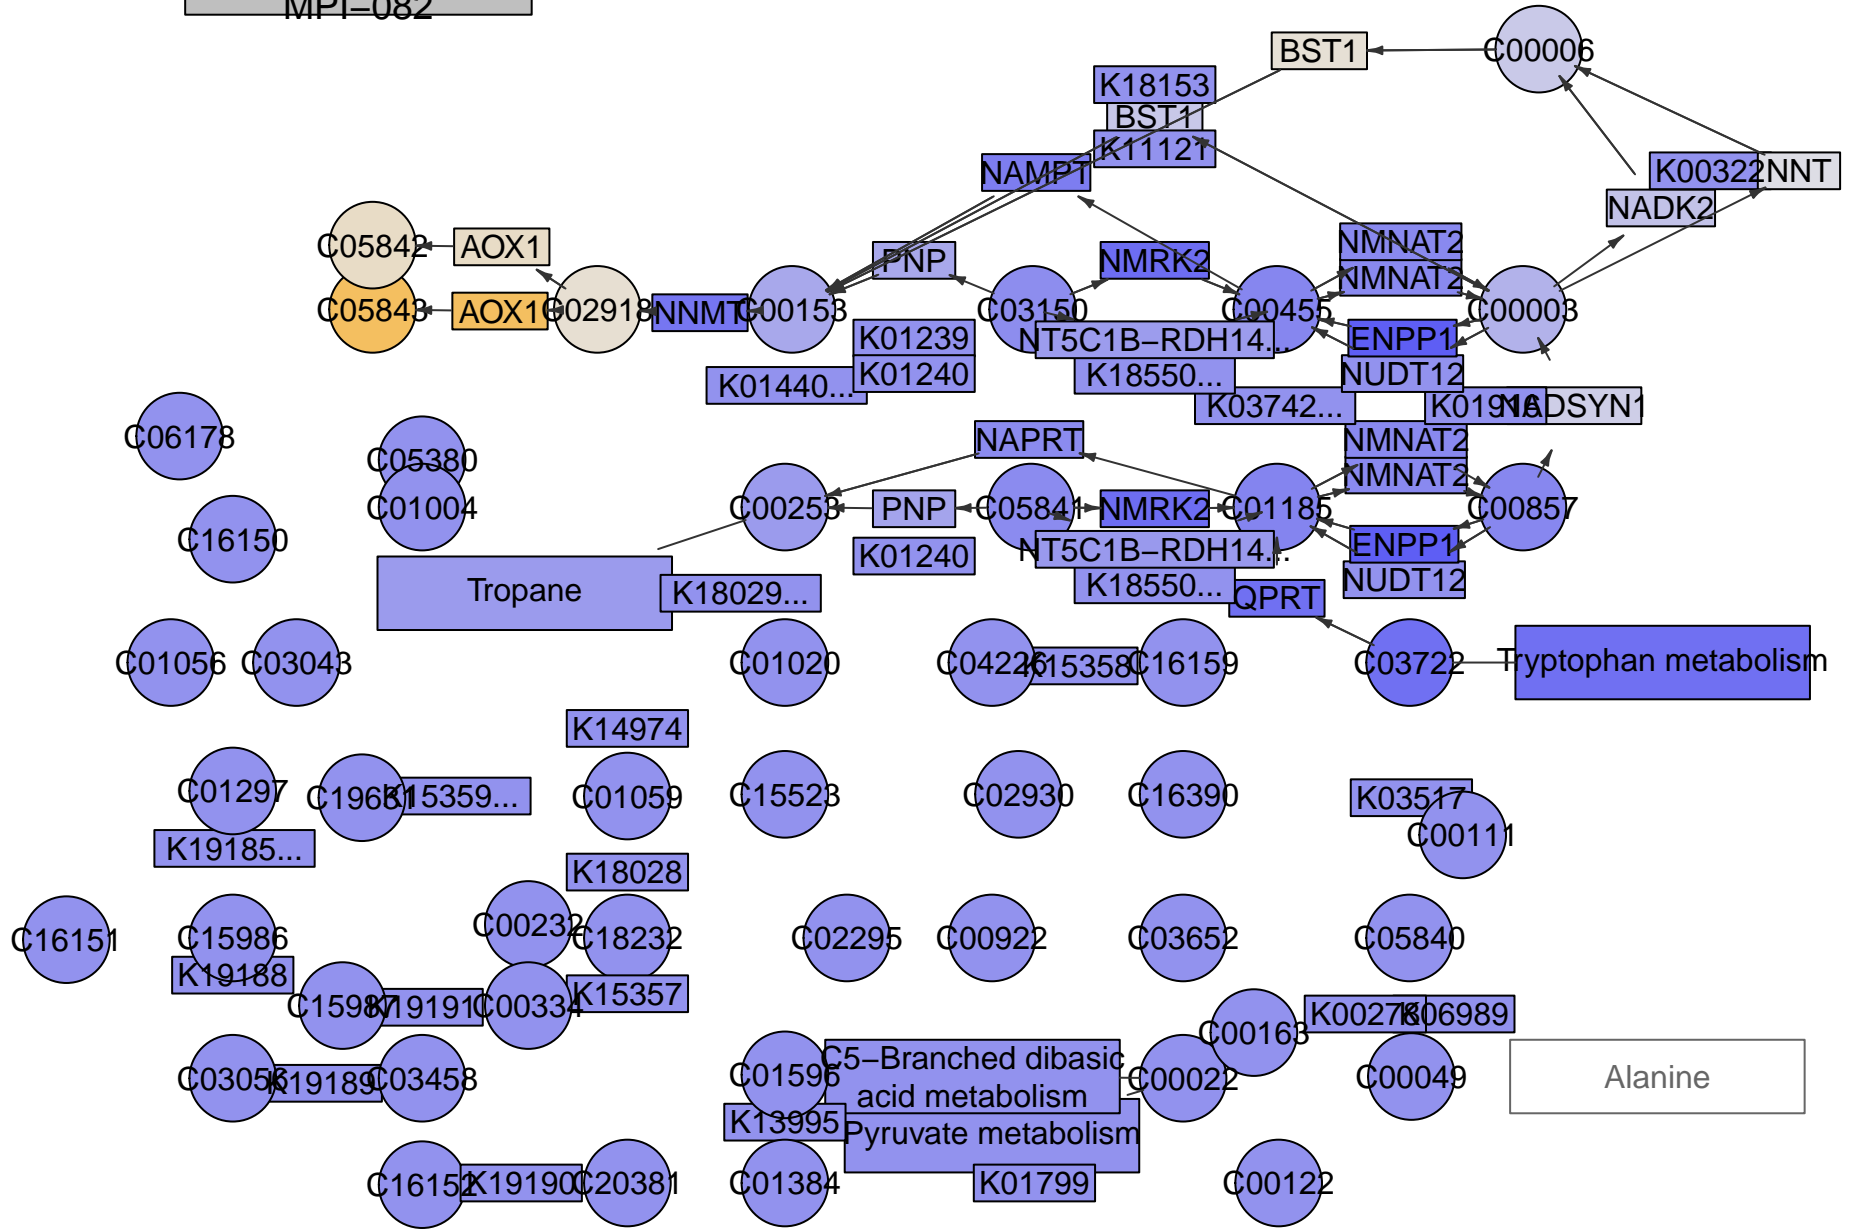 MPI−082
BST1
C00006
K18153
BST1
K11121
NAMPT
K00322
NNT
NADK2
C05842
AOX1
PNP
NMRK2
NMNAT2
NMNAT2
C05843
AOX1
C02918
NNMT
C00153
C03150
C00455
C00003
K01239
NT5C1B−RDH14...
ENPP1
K01240
K01440...
K18550...
NUDT12
K03742...
K01916
NADSYN1
C06178
C05380
NAPRT
NMNAT2
NMNAT2
C01004
C00253
PNP
C05841
NMRK2
C01185
C00857
C16150
K01240
NT5C1B−RDH14...
ENPP1
Tropane
K18029...
K18550...
NUDT12
QPRT
C01056
C03043
C01020
C04226
K15358
C16159
C03722
Tryptophan metabolism
K14974
C01297
C19631
K15359...
C01059
C15523
C02930
C16390
K03517
C00111
K19185...
K18028
C16151
C15986
C00232
C18232
C02295
C00922
C03652
C05840
K19188
C15987
K19191
C00334
K15357
C00163
K00278
K06989
C03056
K19189
C03458
C01596
C5−Branched dibasic
acid metabolism
C00022
C00049
Alanine
K13995
Pyruvate metabolism
C16152
K19190
C20381
C01384
K01799
C00122